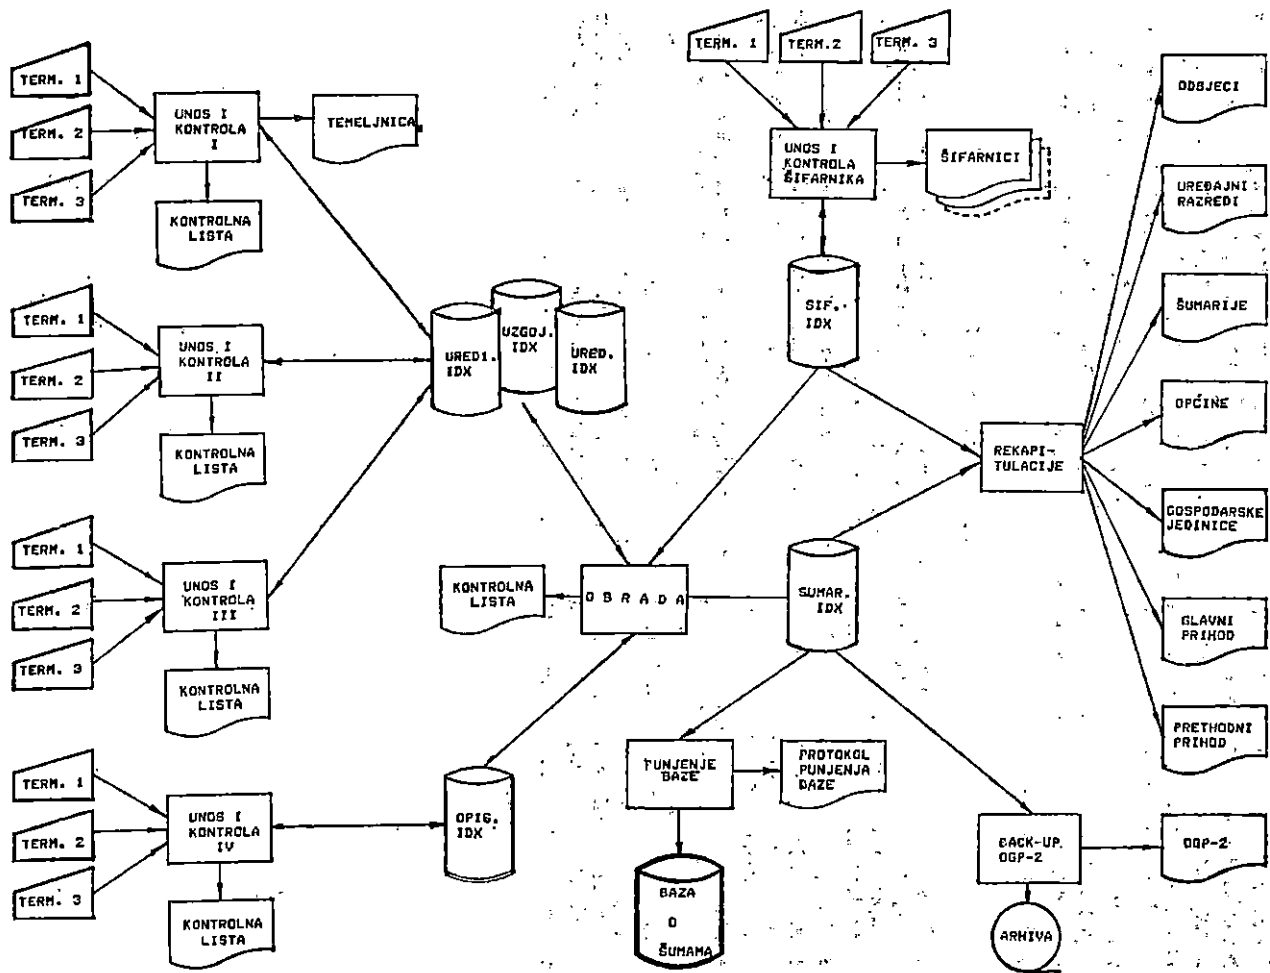 TERM. 1
TERM. 2
TERM. 3
UNOS I
KONTROLA
I
TEMELJNICA
KONTROLNA
LISTA
TERM. 1
TERM. 2
TERM. 3
UNOS I
KONTROLA
II
KONTROLNA
LISTA
TERM. 1
TERM. 2
TERM. 3
UNOS I
KONTROLA
III
KONTROLNA
LISTA
TERM. 1
TERM. 2
TERM. 3
UNOS I
KONTROLA
IV
KONTROLNA
LISTA
URED1.
IDX
UZGOJ.
IDX
URED.
IDX
OPIG.
IDX
TERM. 1
TERM.2
TERM. 3
UNOS I
KONTROLA
ŠIFARNIKA
ŠIFARNICI
SIF.
IDX
KONTROLNA
LISTA
O B R A D A
SUMAR.
IDX
PUNJENJE
BAZE
PROTOKOL
PUNJENJA
BAZE
BAZA
O
ŠUMAMA
REKAPI-
TULACIJE
BACK-UP
OGP-2
OGP-2
ARHIVA
ODSJECI
UREĐAJNI
RAZREDI
ŠUMARIJE
OPĆINE
GOSPODARSKE
JEDINICE
GLAVNI
PRIHOD
PRETHODNI
PRIHOD